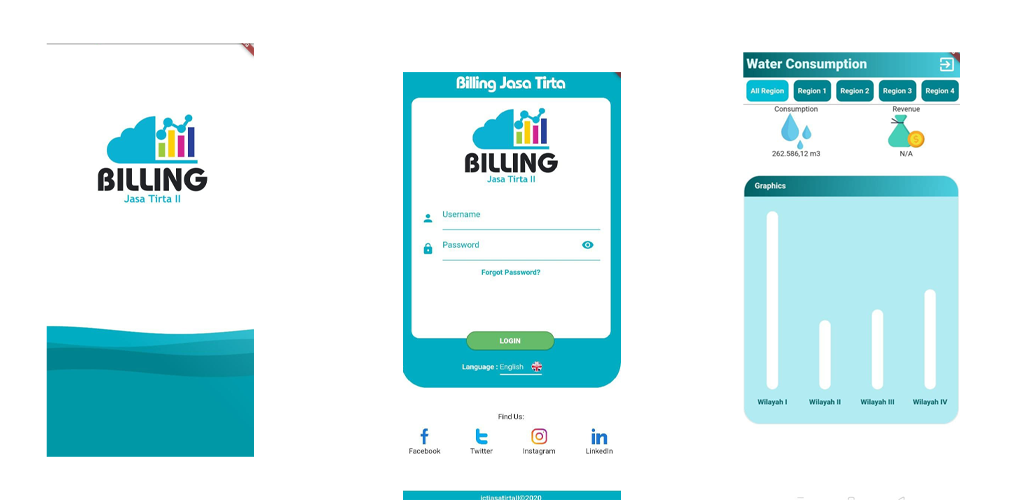 BILLING
Jasa Tirta II
Billing Jasa Tirta
BILLING
Jasa Tirta II
Username
Password
Forgot Password?
LOGIN
Language : English
Find Us:
Facebook Twitter Instagram LinkedIn
ictjasatirtaII©2020
Water Consumption
All Region Region 1 Region 2 Region 3 Region 4
Consumption Revenue
262.586,12 m3 N/A
Graphics
Wilayah I Wilayah II Wilayah III Wilayah IV